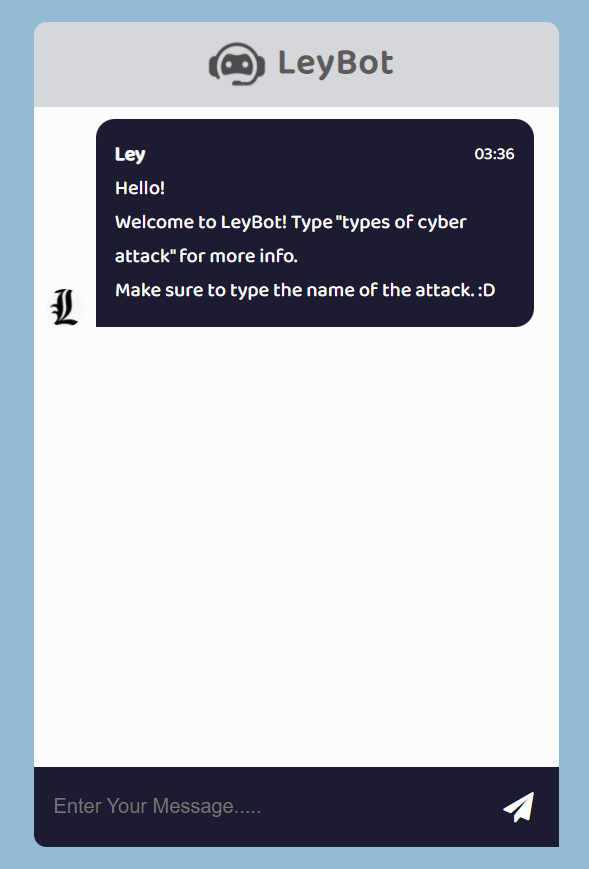 LeyBot
Ley 03:36
Hello!
Welcome to LeyBot! Type "types of cyber
attack" for more info.
Make sure to type the name of the attack. :D
L
Enter Your Message.....